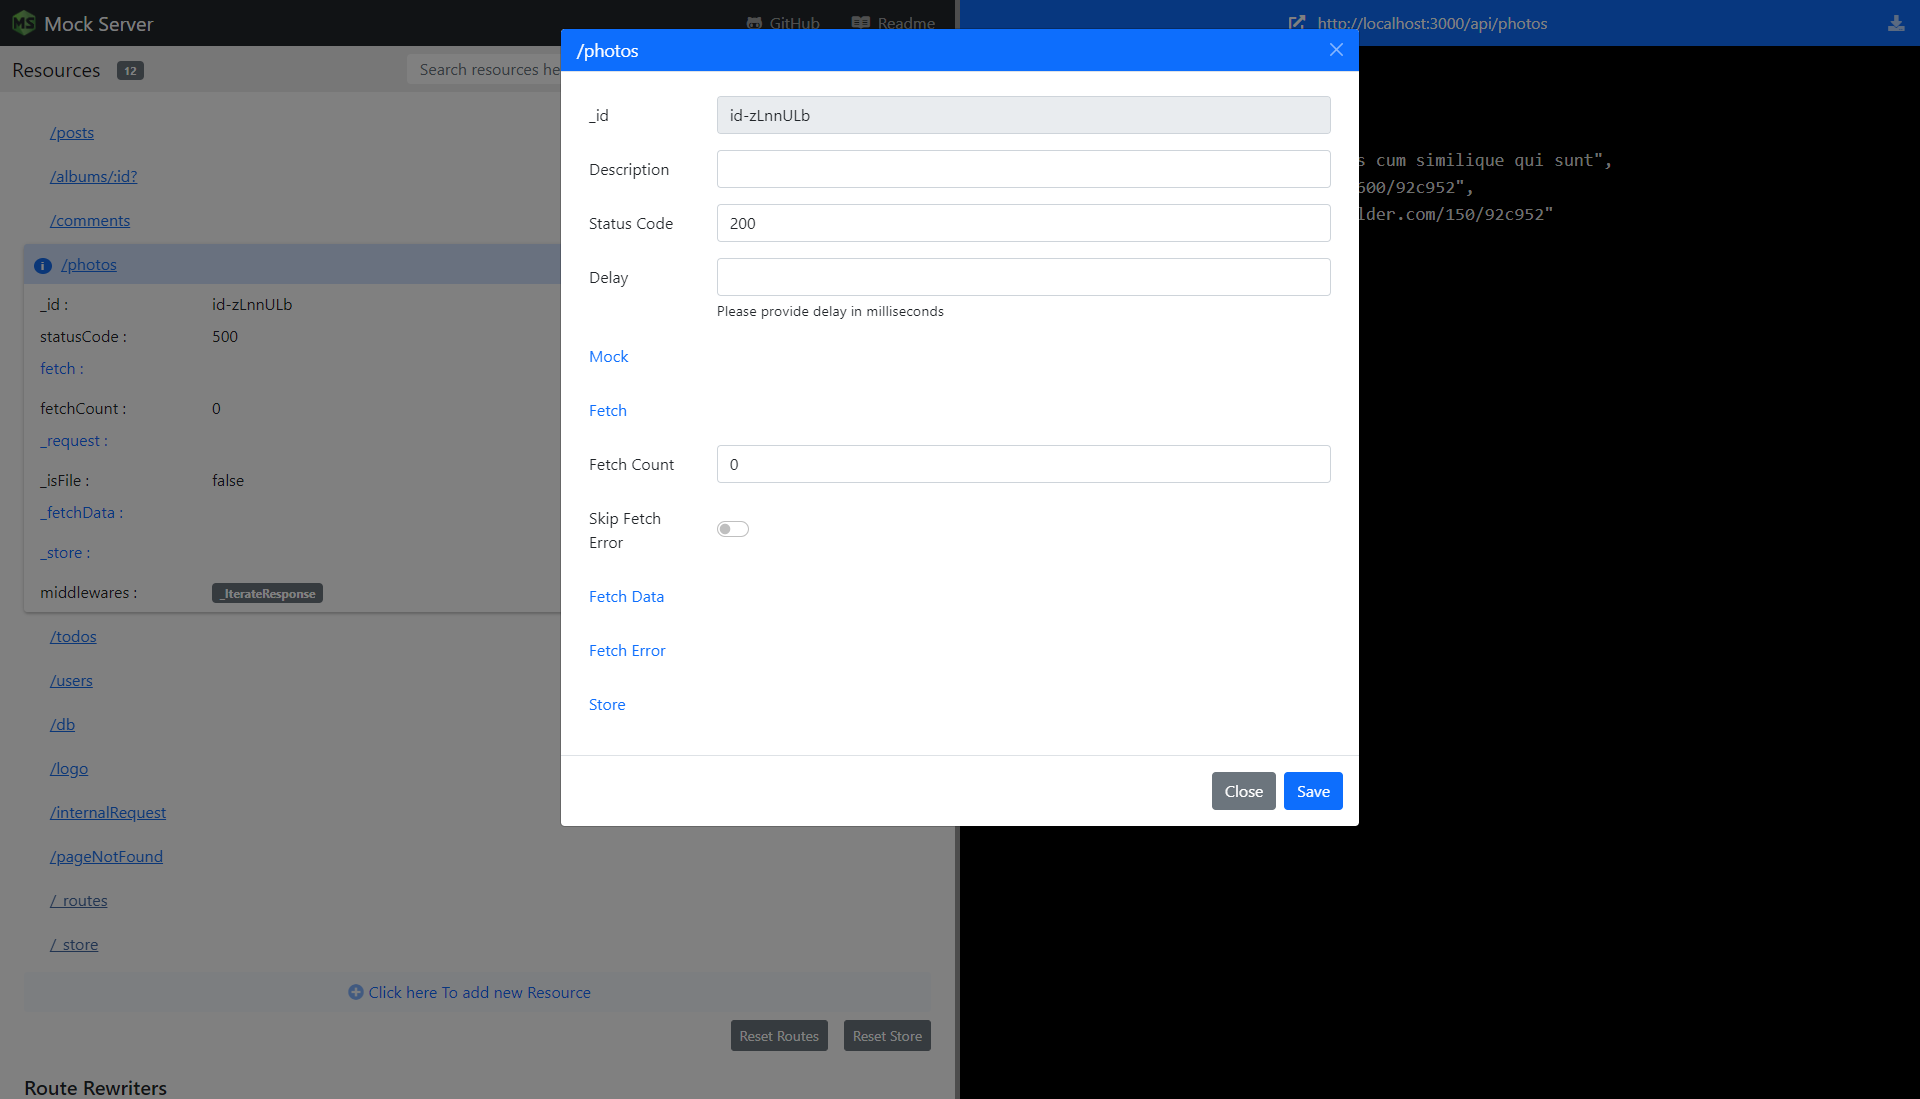 MS Mock Server
GitHub
Readme
http://localhost:3000/api/photos
Resources 12
Search resources he
/posts
/albums/:id?
/comments
/photos
_id : id-zLnnULb
statusCode : 500
fetch :
fetchCount : 0
_request :
_isFile : false
_fetchData :
_store :
middlewares : _IterateResponse
/todos
/users
/db
/logo
/internalRequest
/pageNotFound
/_routes
/_store
Click here To add new Resource
Reset Routes
Reset Store
Route Rewriters
/photos
_id
id-zLnnULb
Description
Status Code
200
Delay
Please provide delay in milliseconds
Mock
Fetch
Fetch Count
0
Skip Fetch
Error
Fetch Data
Fetch Error
Store
Close
Save
s cum similique qui sunt",
600/92c952",
lder.com/150/92c952"